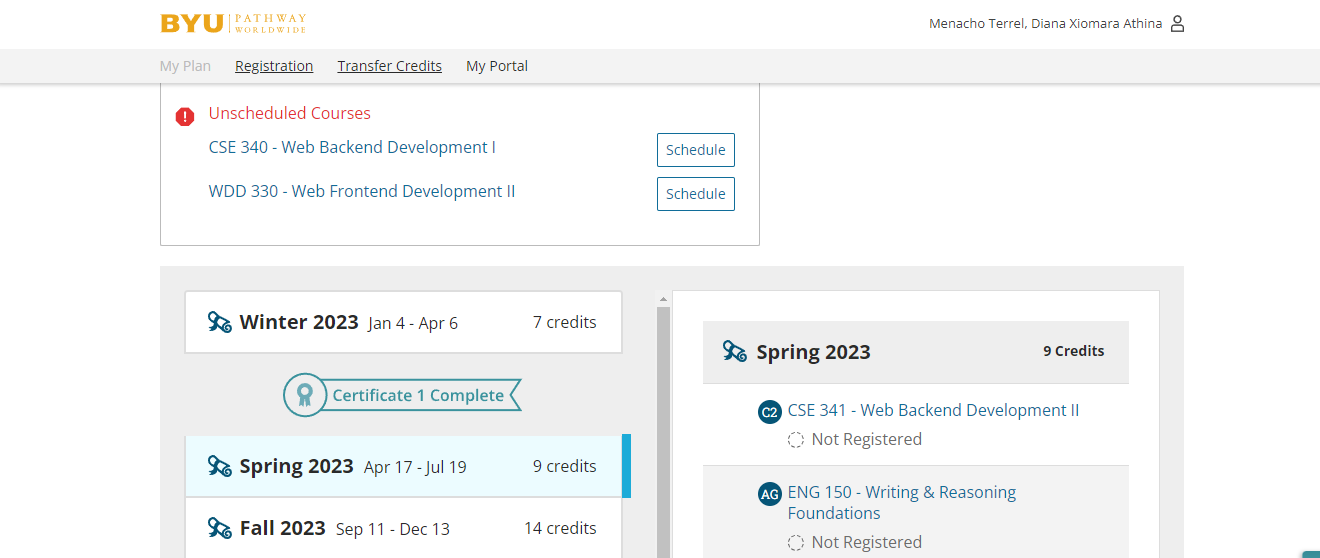 BYU PATHWAY WORLDWIDE
Menacho Terrel, Diana Xiomara Athina
My Plan Registration Transfer Credits My Portal
! Unscheduled Courses
CSE 340 - Web Backend Development I Schedule
WDD 330 - Web Frontend Development II Schedule
Winter 2023 Jan 4 - Apr 6 7 credits
Certificate 1 Complete
Spring 2023 Apr 17 - Jul 19 9 credits
Fall 2023 Sep 11 - Dec 13 14 credits
Spring 2023 9 Credits
C2 CSE 341 - Web Backend Development II
Not Registered
AG ENG 150 - Writing & Reasoning
Foundations
Not Registered